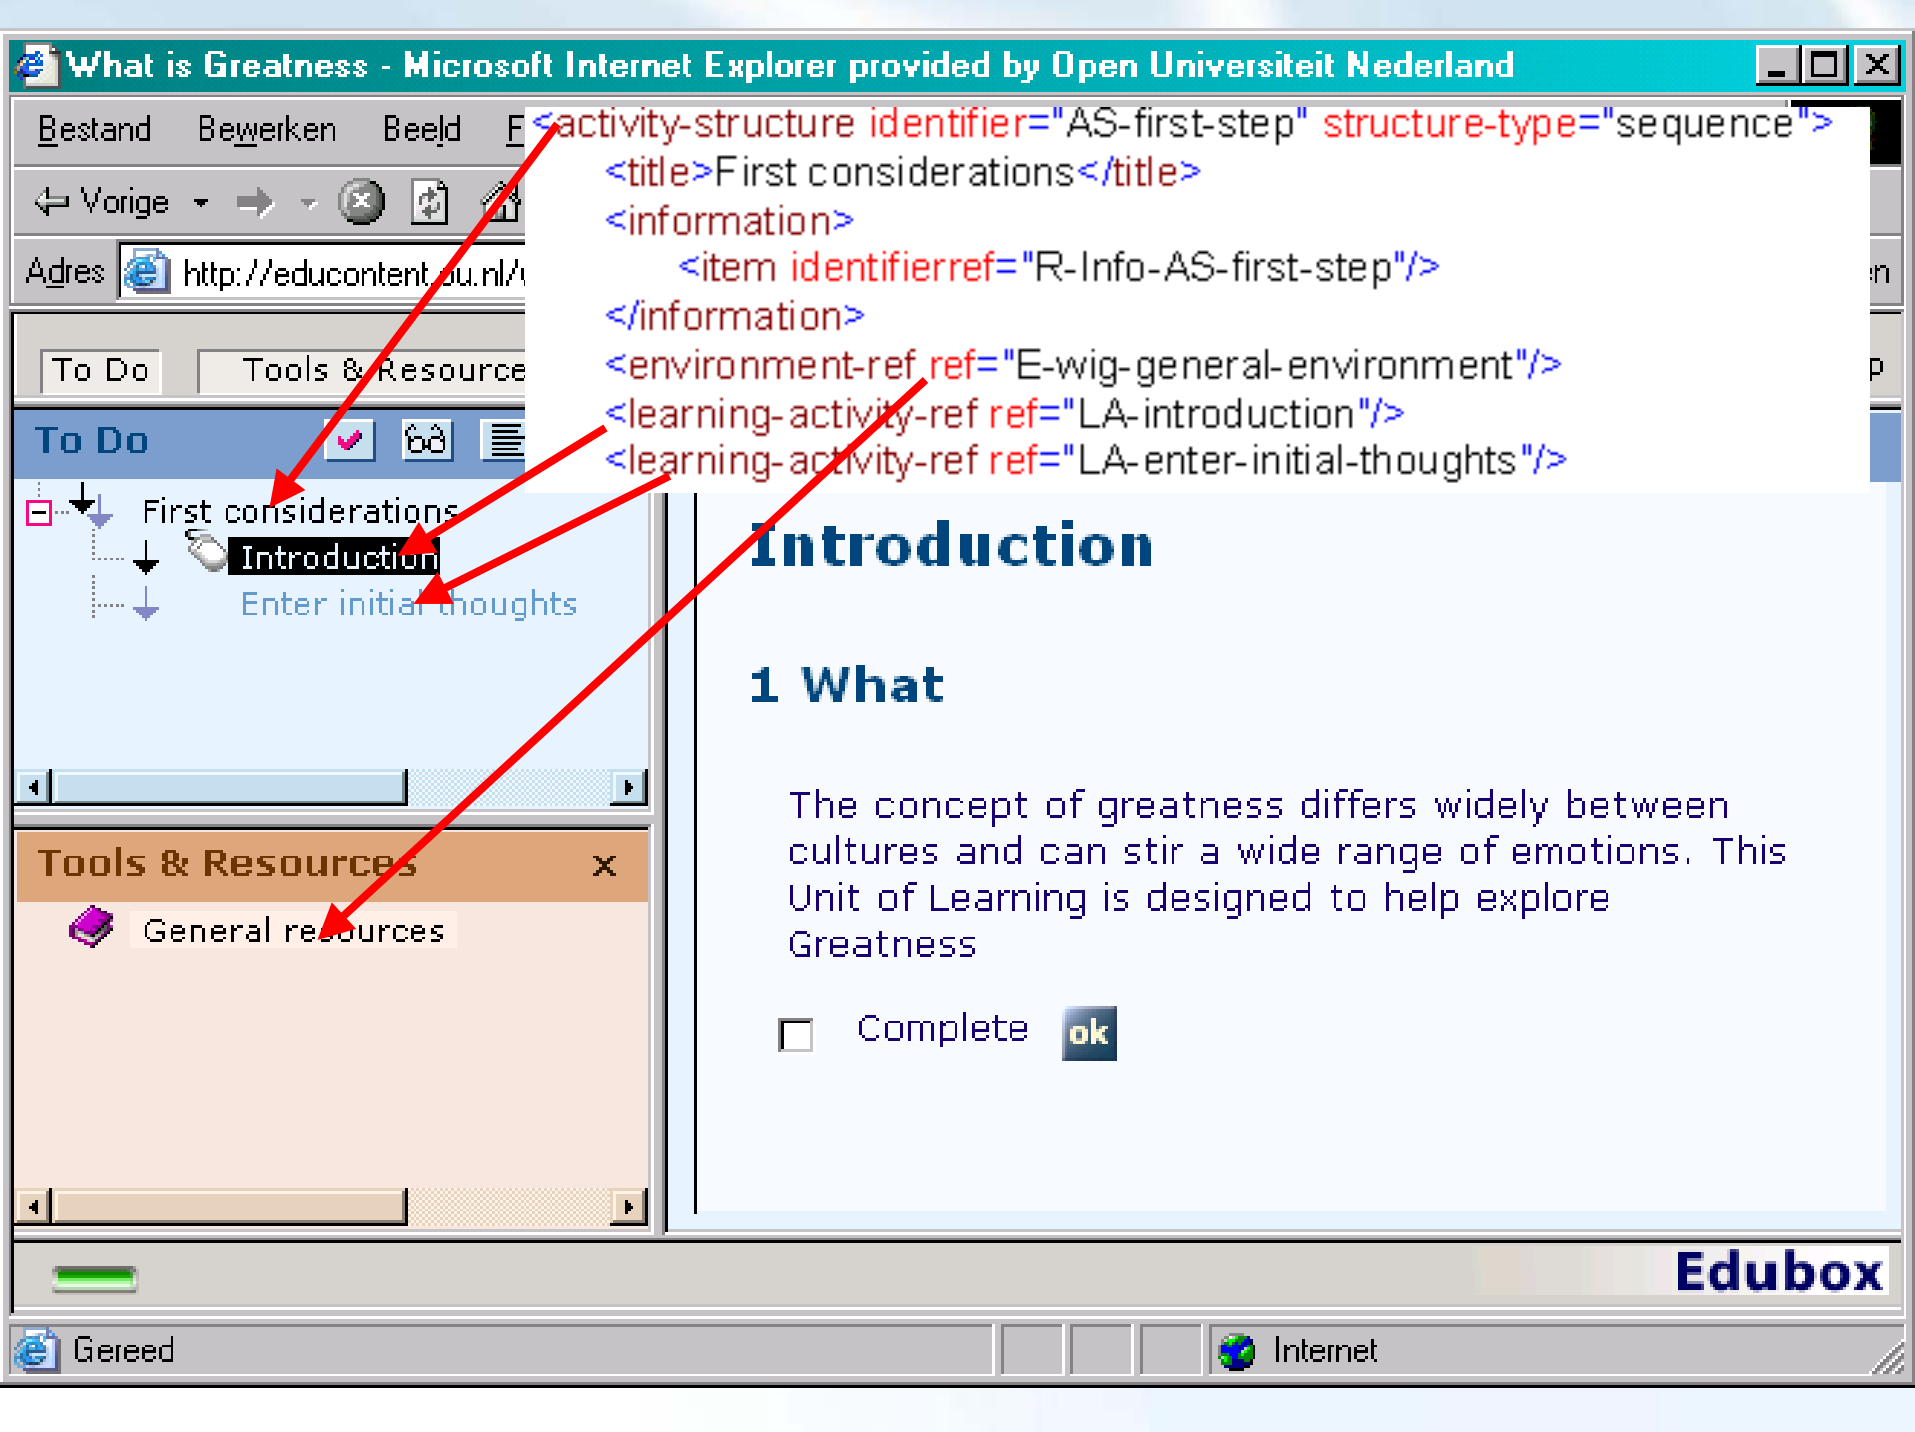 What is Greatness - Microsoft Internet Explorer provided by Open Universiteit Nederland
Bestand Bewerken Beeld F
<activity-structure identifier="AS-first-step" structure-type="sequence">
<title>First considerations</title>
<information>
<item identifierref="R-Info-AS-first-step"/>
</information>
<environment-ref ref="E-wig-general-environment"/>
<learning-activity-ref ref="LA-introduction"/>
<learning-activity-ref ref="LA-enter-initial-thoughts"/>
Vorige
Adres http://educontent.ou.nl/
To Do Tools & Resource
To Do
First considerations
Introduction
Enter initial thoughts
Tools & Resources x
General resources
Introduction
1 What
The concept of greatness differs widely between
cultures and can stir a wide range of emotions. This
Unit of Learning is designed to help explore
Greatness
Complete ok
Edubox
Gereed Internet